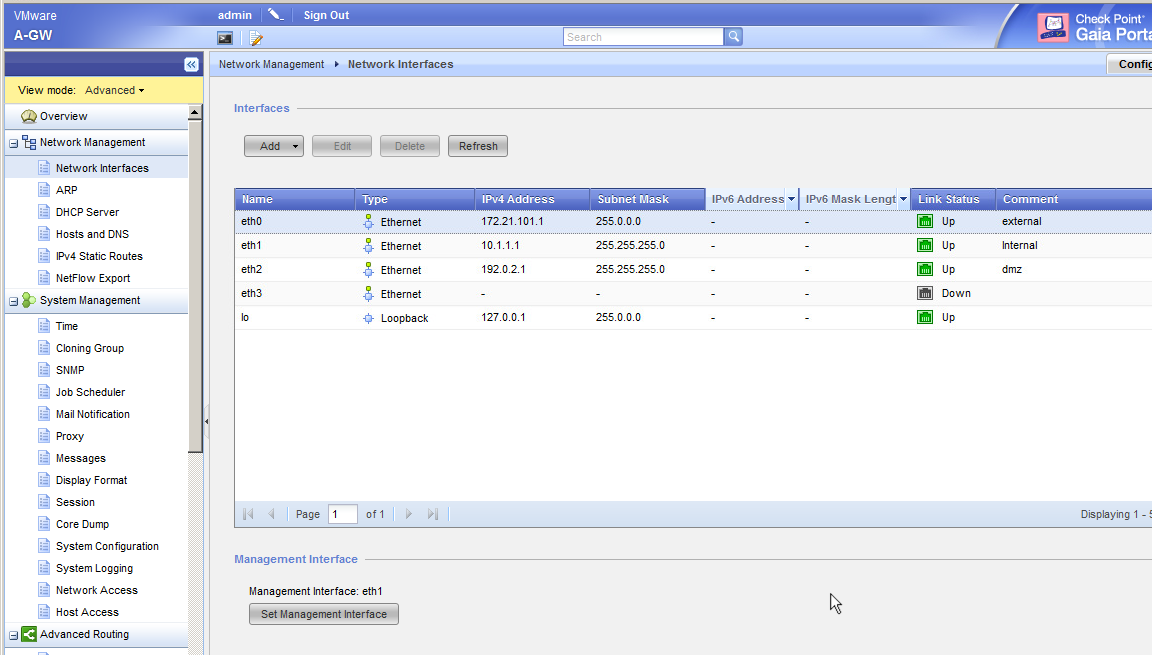 VMware
A-GW
admin
Sign Out
Search
Check Point
Gaia Porta
View mode: Advanced
Overview
Network Management
Network Interfaces
ARP
DHCP Server
Hosts and DNS
IPv4 Static Routes
NetFlow Export
System Management
Time
Cloning Group
SNMP
Job Scheduler
Mail Notification
Proxy
Messages
Display Format
Session
Core Dump
System Configuration
System Logging
Network Access
Host Access
Advanced Routing
Network Management Network Interfaces
Config
Interfaces
Add Edit Delete Refresh
Name Type IPv4 Address Subnet Mask IPv6 Address IPv6 Mask Lengt Link Status Comment
eth0 Ethernet 172.21.101.1 255.0.0.0 - - Up external
eth1 Ethernet 10.1.1.1 255.255.255.0 - - Up Internal
eth2 Ethernet 192.0.2.1 255.255.255.0 - - Up dmz
eth3 Ethernet - - - - Down
lo Loopback 127.0.0.1 255.0.0.0 - - Up
Page 1 of 1
Displaying 1 - 5
Management Interface
Management Interface: eth1
Set Management Interface